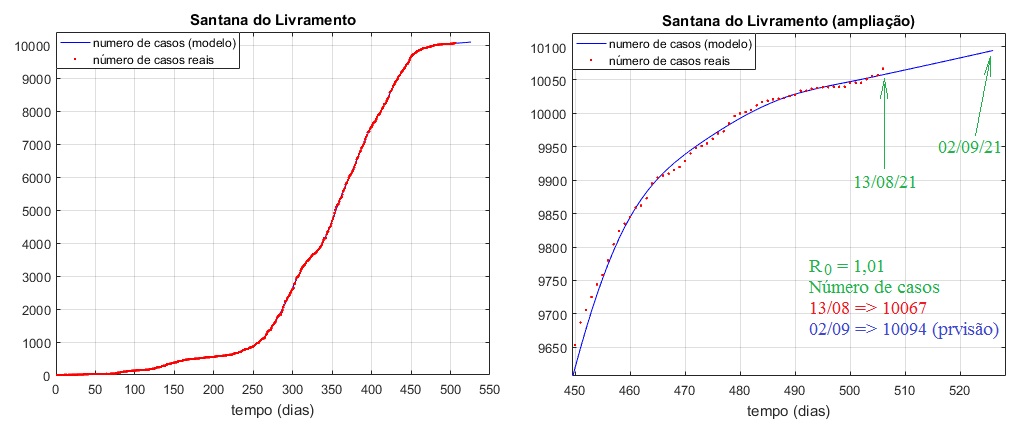 Santana do Livramento
numero de casos (modelo)
número de casos reais
10000
9000
8000
7000
6000
5000
4000
3000
2000
1000
0
0 50 100 150 200 250 300 350 400 450 500 550
tempo (dias)
Santana do Livramento (ampliação)
numero de casos (modelo)
número de casos reais
10100
10050
10000
9950
9900
9850
9800
9750
9700
9650
02/09/21
13/08/21
R0 = 1,01
Número de casos
13/08 => 10067
02/09 => 10094 (prvisão)
450 460 470 480 490 500 510 520
tempo (dias)